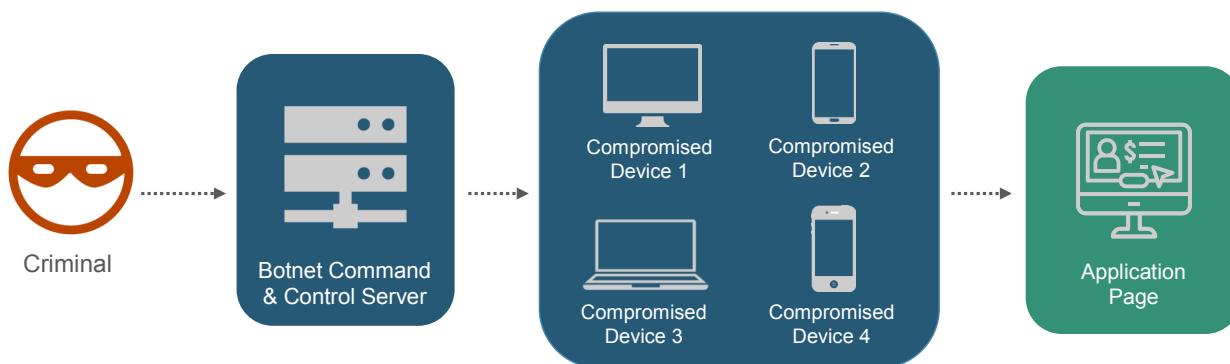 Criminal
Botnet Command
& Control Server
Compromised
Device 1
Compromised
Device 2
Compromised
Device 3
Compromised
Device 4
$
Application
Page